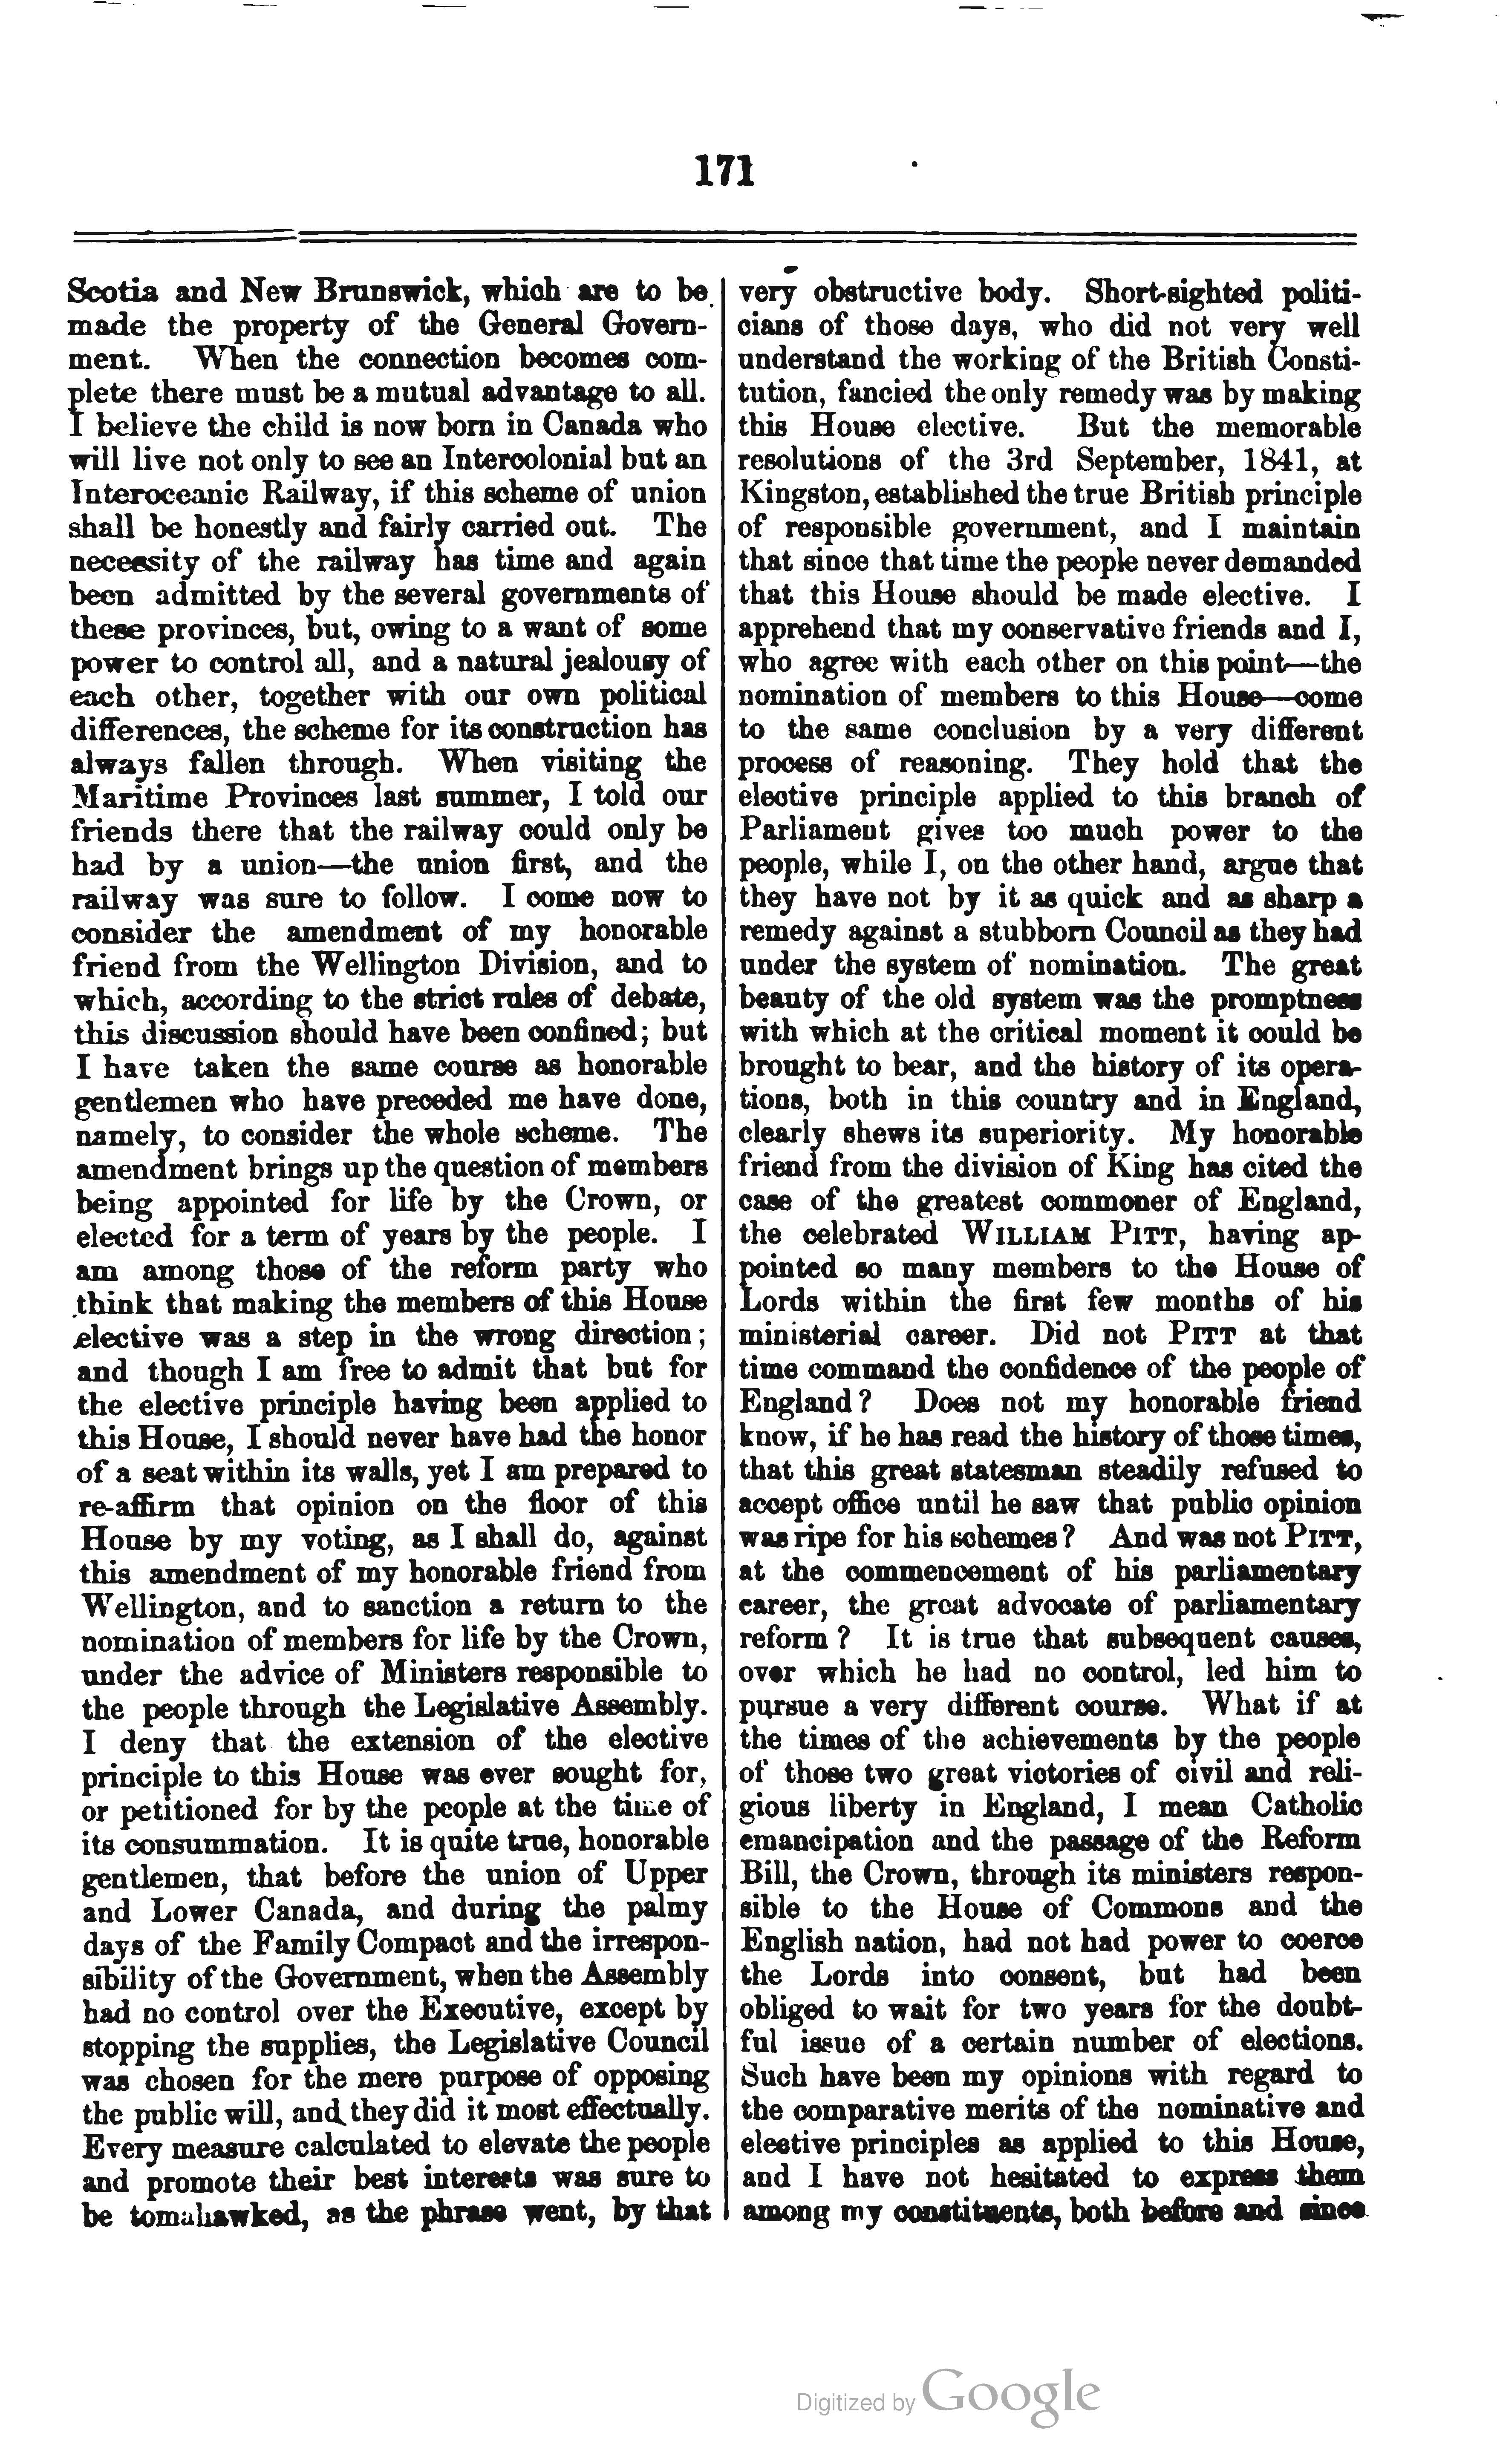 171
Scotia and New Brunswick, which are to be
made the property of the General Govern-
ment. When the connection becomes com-
plete there must be a mutual advantage to all.
I believe the child is now born in Canada who
will live not only to see an Intercolonial but an
Interoceanic Railway, if this scheme of union
shall be honestly and fairly carried out. The
necessity of the railway has time and again
been admitted by the several governments of
these provinces, but, owing to a want of some
power to control all, and a natural jealousy of
each other, together with our own political
differences, the scheme for its construction has
always fallen through. When visiting the
Maritime Provinces last summer, I told our
friends there that the railway could only be
had by a union—the union first, and the
railway was sure to follow. I come now to
consider the amendment of my honorable
friend from the Wellington Division, and to
which, according to the strict rules of debate,
this discussion should have been confined; but
I have taken the same course as honorable
gentlemen who have preceded me have done,
namely, to consider the whole scheme. The
amendment brings up the question of members
being appointed for life by the Crown, or
elected for a term of years by the people. I
am among those of the reform party who
think that making the members of this House
elective was a step in the wrong direction;
and though I am free to admit that but for
the elective principle having been applied to
this House, I should never have had the honor
of a seat within its walls, yet I am prepared to
re-affirm that opinion on the floor of this
House by my voting, as I shall do, against
this amendment of my honorable friend from
Wellington, and to sanction a return to the
nomination of members for life by the Crown,
under the advice of Ministers responsible to
the people through the Legislative Assembly.
I deny that the extension of the elective
principle to this House was ever sought for,
or petitioned for by the people at the time of
its consummation. It is quite true, honorable
gentlemen, that before the union of Upper
and Lower Canada, and during the palmy
days of the Family Compact and the irrespon-
sibility of the Government, when the Assembly
had no control over the Executive, except by
stopping the supplies, the Legislative Council
was chosen for the mere purpose of opposing
the public will, and they did it most effectually.
Every measure calculated to elevate the people
and promote their best interests was sure to
be tomahawked, as the phrase went, by that
very obstructive body. Short-sighted politi-
cians of those days, who did not very well
understand the working of the British Consti-
tution, fancied the only remedy was by making
this House elective. But the memorable
resolutions of the 3rd September, 1841, at
Kingston, established the true British principle
of responsible government, and I maintain
that since that time the people never demanded
that this House should be made elective. I
apprehend that my conservative friends and I,
who agree with each other on this point—the
nomination of members to this House—come
to the same conclusion by a very different
process of reasoning. They hold that the
elective principle applied to this branch of
Parliament gives too much power to the
people, while I, on the other hand, argue that
they have not by it as quick and as sharp a
remedy against a stubborn Council as they had
under the system of nomination. The great
beauty of the old system was the promptness
with which at the critical moment it could be
brought to bear, and the history of its opera-
tions, both in this country and in England,
clearly shews its superiority. My honorable
friend from the division of King has cited the
case of the greatest commoner of England,
the celebrated WILLIAM PITT, having ap-
pointed so many members to the House of
Lords within the first few months of his
ministerial career. Did not PITT at that
time command the confidence of the people of
England? Does not my honorable friend
know, if he has read the history of those times,
that this great statesman steadily refused to
accept office until he saw that public opinion
was ripe for his schemes? And was not PITT,
at the commencement of his parliamentary
career, the great advocate of parliamentary
reform? It is true that subsequent causes,
over which he had no control, led him to
pursue a very different course. What if at
the times of the achievements by the people
of those two great victories of civil and reli-
gious liberty in England, I mean Catholic
emancipation and the passage of the Reform
Bill, the Crown, through its ministers respon-
sible to the House of Commons and the
English nation, had not had power to coerce
the Lords into consent, but had been
obliged to wait for two years for the doubt-
ful issue of a certain number of elections.
Such have been my opinions with regard to
the comparative merits of the nominative and
elective principles as applied to this House,
and I have not hesitated to express them
among my constituents, both before and since
Digitized by Google